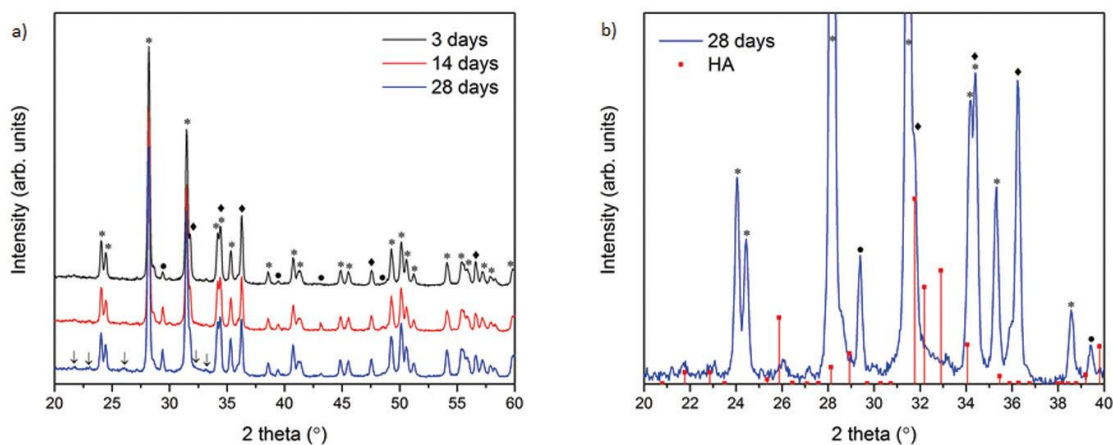 a)
3 days
14 days
28 days
Intensity (arb. units)
20 25 30 35 40 45 50 55 60
2 theta (°)
b)
28 days
HA
Intensity (arb. units)
20 22 24 26 28 30 32 34 36 38 40
2 theta (°)